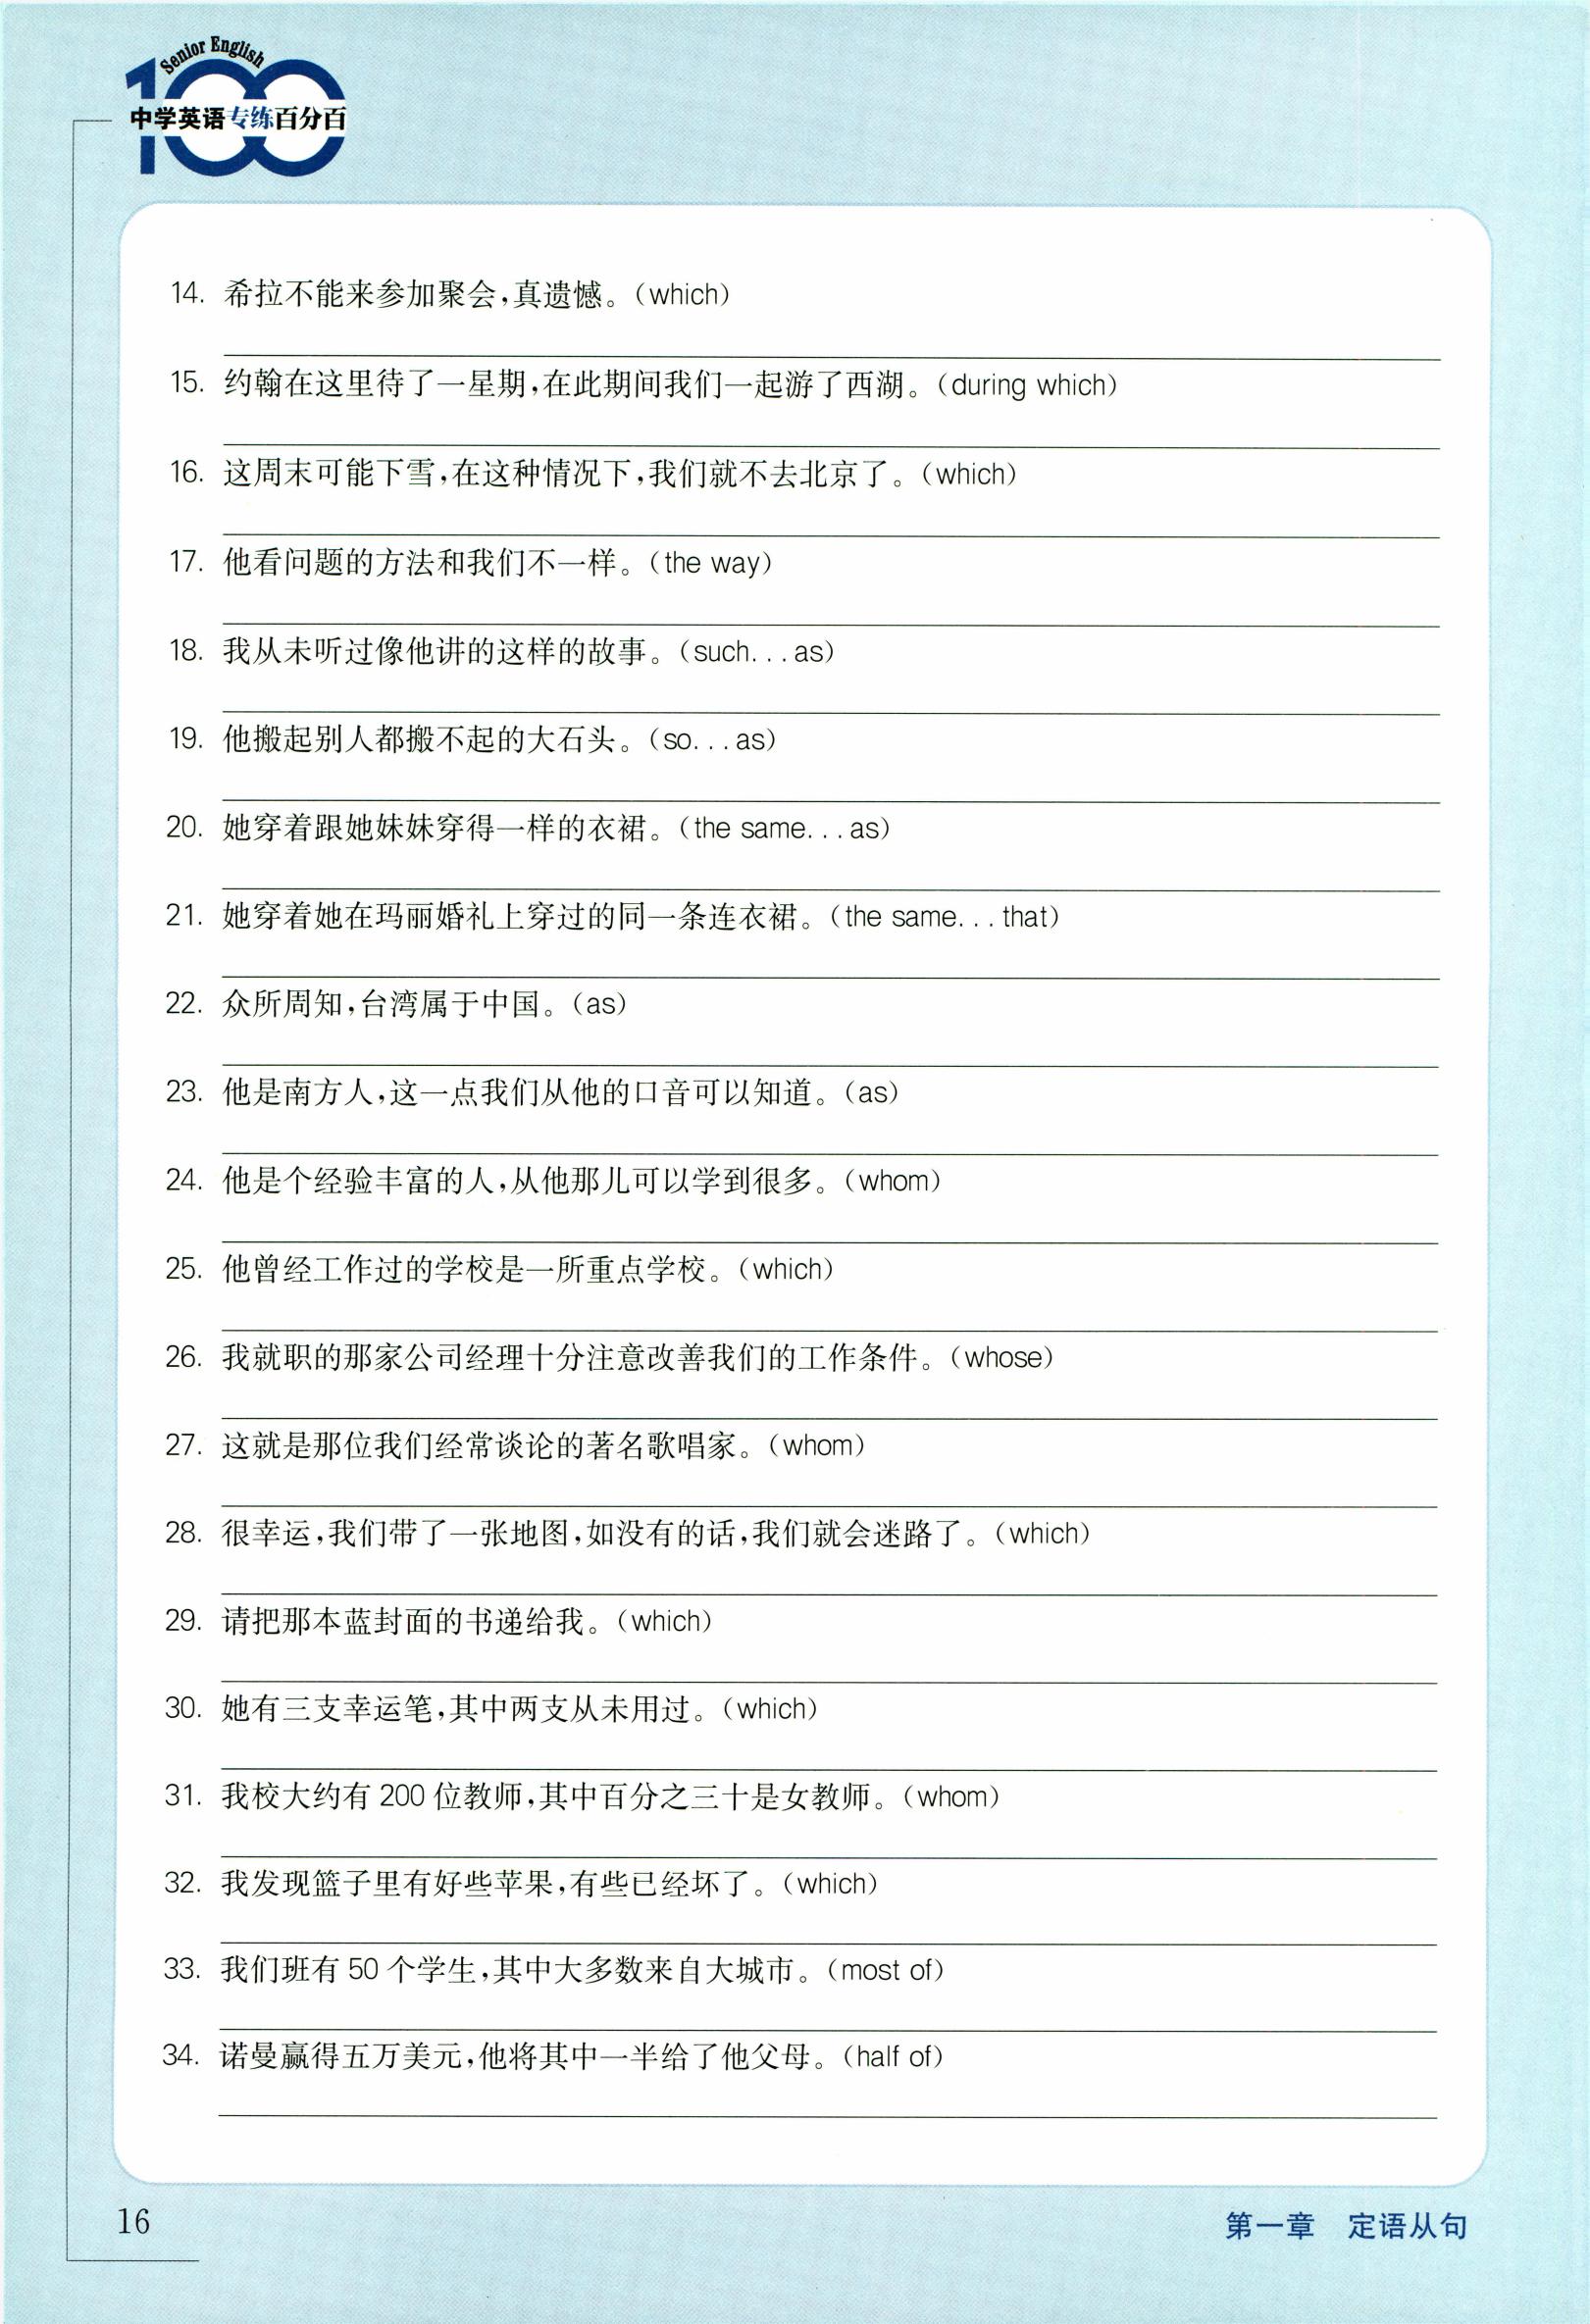 Senior English
100
中学英语专练百分百
14. 希拉不能来参加聚会,真遗憾。(which)
15. 约翰在这里待了一星期,在此期间我们一起游了西湖。(during which)
16. 这周末可能下雪,在这种情况下,我们就不去北京了。(which)
17. 他看问题的方法和我们不一样。(the way)
18. 我从未听过像他讲的这样的故事。(such...as)
19. 他搬起别人都搬不起的大石头。(so...as)
20. 她穿着跟她妹妹穿得一样的衣裙。(the same...as)
21. 她穿着她在玛丽婚礼上穿过的同一条连衣裙。(the same...that)
22. 众所周知,台湾属于中国。(as)
23. 他是南方人,这一点我们从他的口音可以知道。(as)
24. 他是个经验丰富的人,从他那儿可以学到很多。(whom)
25. 他曾经工作过的学校是一所重点学校。(which)
26. 我就职的那家公司经理十分注意改善我们的工作条件。(whose)
27. 这就是那位我们经常谈论的著名歌唱家。(whom)
28. 很幸运,我们带了一张地图,如没有的话,我们就会迷路了。(which)
29. 请把那本蓝封面的书递给我。(which)
30. 她有三支幸运笔,其中两支从未用过。(which)
31. 我校大约有 200 位教师,其中百分之三十是女教师。(whom)
32. 我发现篮子里有好些苹果,有些已经坏了。(which)
33. 我们班有 50 个学生,其中大多数来自大城市。(most of)
34. 诺曼赢得五万美元,他将其中一半给了他父母。(half of)
16
第一章 定语从句